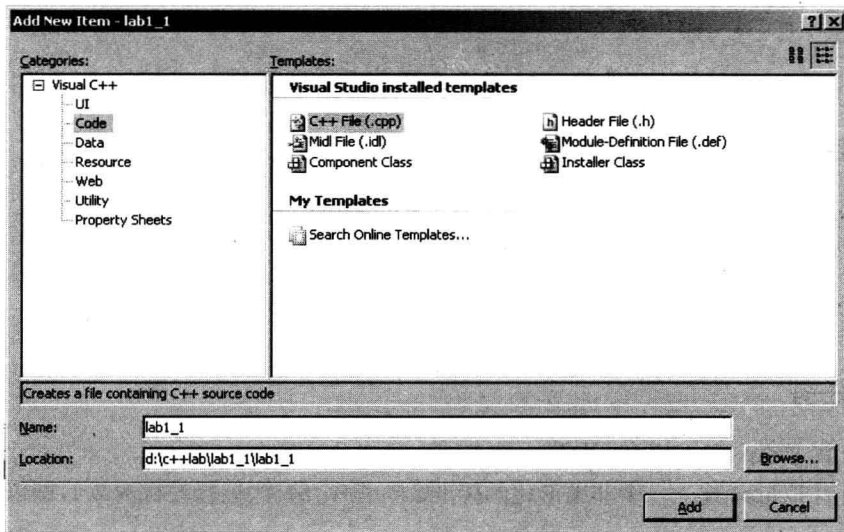 Add New Item - lab1_1
Categories:
Templates:
Visual C++
UI
Code
Data
Resource
Web
Utility
Property Sheets
Visual Studio installed templates
C++ File (.cpp)
Header File (.h)
Midl File (.idl)
Module-Definition File (.def)
Component Class
Installer Class
My Templates
Search Online Templates...
Creates a file containing C++ source code
Name:
lab1_1
Location:
d:\c++lab\lab1_1\lab1_1
Browse...
Add
Cancel